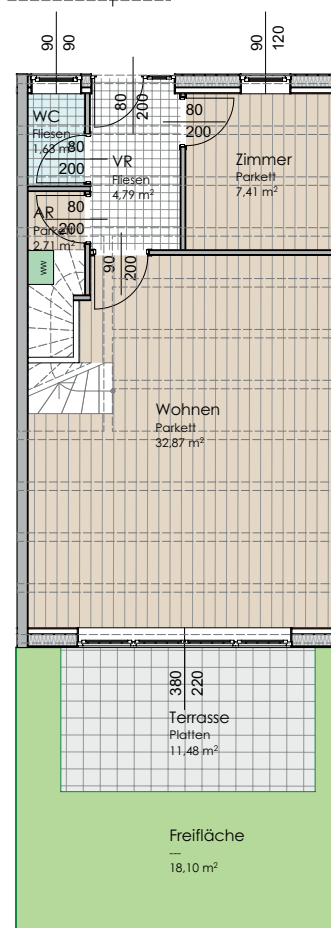 90
90
90
120
80
200
80
200
WC
Fliesen
1,63 m²
80
200
VR
Fliesen
4,79 m²
Zimmer
Parkett
7,41 m²
AR
Parkett
2,71 m²
80
200
WW
90
200
Wohnen
Parkett
32,87 m²
380
220
Terrasse
Platten
11,48 m²
Freifläche
---
18,10 m²